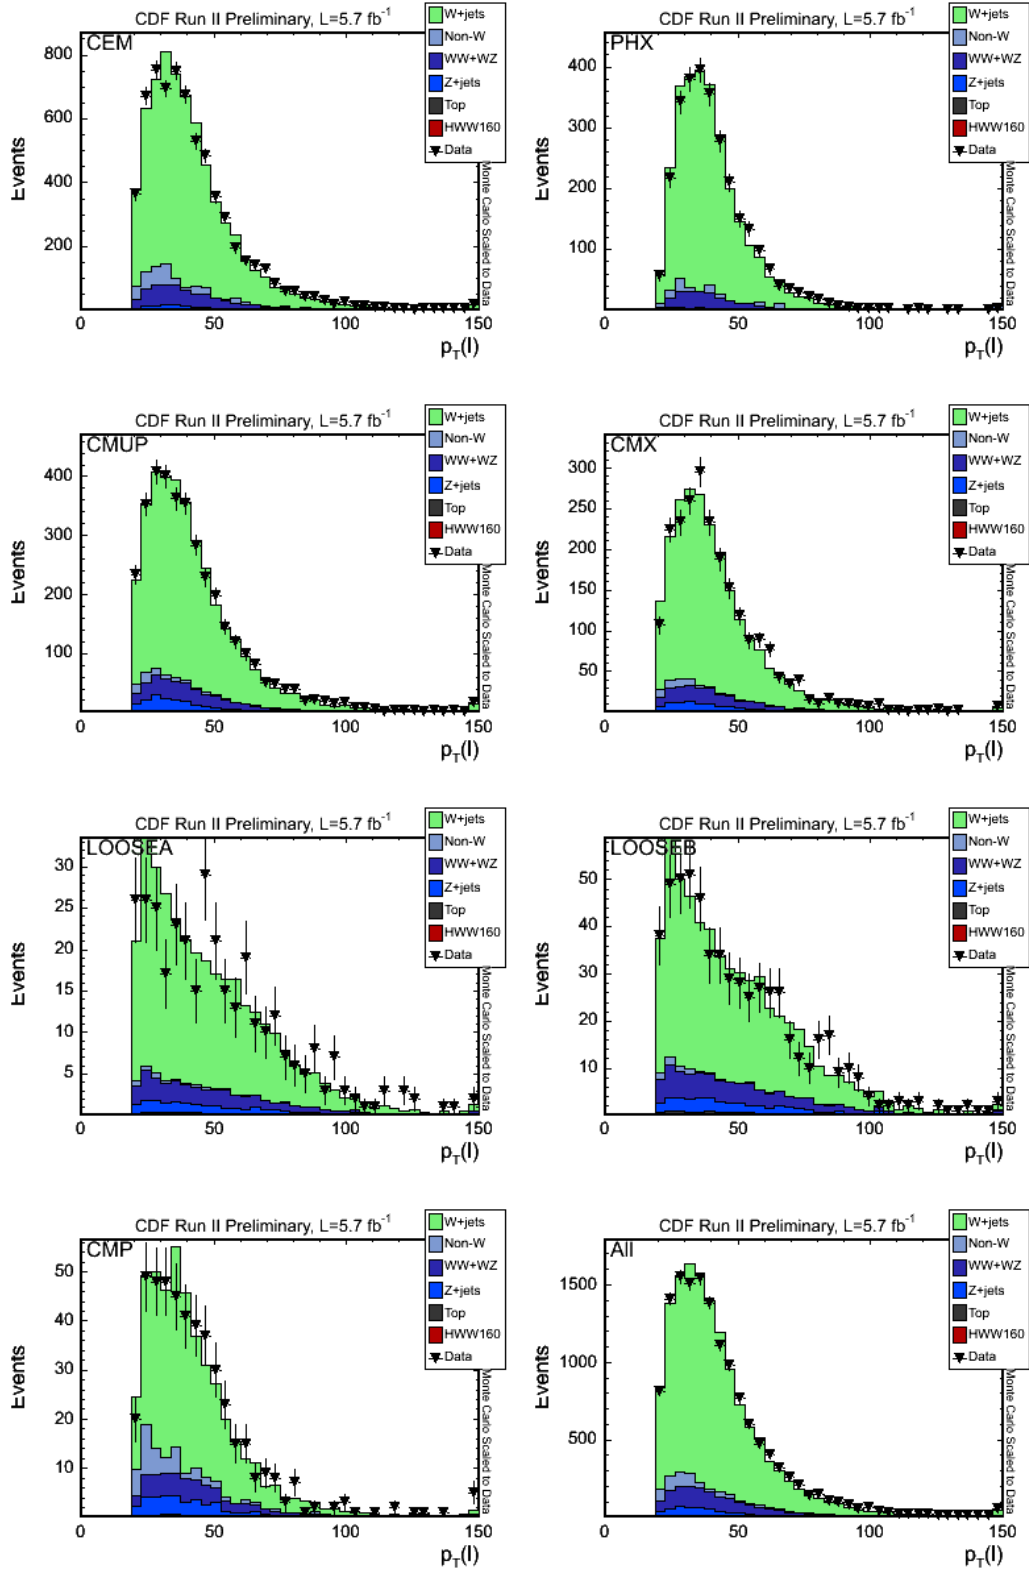 CDF Run II Preliminary, L=5.7 fb⁻¹
CEM
W+jets
Non-W
WW+WZ
Z+jets
Top
HWW160
Data
Events
800
600
400
200
0
50
100
150
p_T(l)
Monte Carlo Scaled to Data
CDF Run II Preliminary, L=5.7 fb⁻¹
PHX
W+jets
Non-W
WW+WZ
Z+jets
Top
HWW160
Data
Events
400
300
200
100
0
0
50
100
150
p_T(l)
Monte Carlo Scaled to Data
CDF Run II Preliminary, L=5.7 fb⁻¹
CMUP
W+jets
Non-W
WW+WZ
Z+jets
Top
HWW160
Data
Events
400
300
200
100
0
50
100
150
p_T(l)
Monte Carlo Scaled to Data
CDF Run II Preliminary, L=5.7 fb⁻¹
CMX
W+jets
Non-W
WW+WZ
Z+jets
Top
HWW160
Data
Events
300
250
200
150
100
50
0
0
50
100
150
p_T(l)
Monte Carlo Scaled to Data
CDF Run II Preliminary, L=5.7 fb⁻¹
LOOSEA
W+jets
Non-W
WW+WZ
Z+jets
Top
HWW160
Data
Events
30
25
20
15
10
5
0
50
100
150
p_T(l)
Monte Carlo Scaled to Data
CDF Run II Preliminary, L=5.7 fb⁻¹
LOOSEB
W+jets
Non-W
WW+WZ
Z+jets
Top
HWW160
Data
Events
50
40
30
20
10
0
0
50
100
150
p_T(l)
Monte Carlo Scaled to Data
CDF Run II Preliminary, L=5.7 fb⁻¹
CMP
W+jets
Non-W
WW+WZ
Z+jets
Top
HWW160
Data
Events
50
40
30
20
10
0
50
100
150
p_T(l)
Monte Carlo Scaled to Data
CDF Run II Preliminary, L=5.7 fb⁻¹
All
W+jets
Non-W
WW+WZ
Z+jets
Top
HWW160
Data
Events
1500
1000
500
0
0
50
100
150
p_T(l)
Monte Carlo Scaled to Data